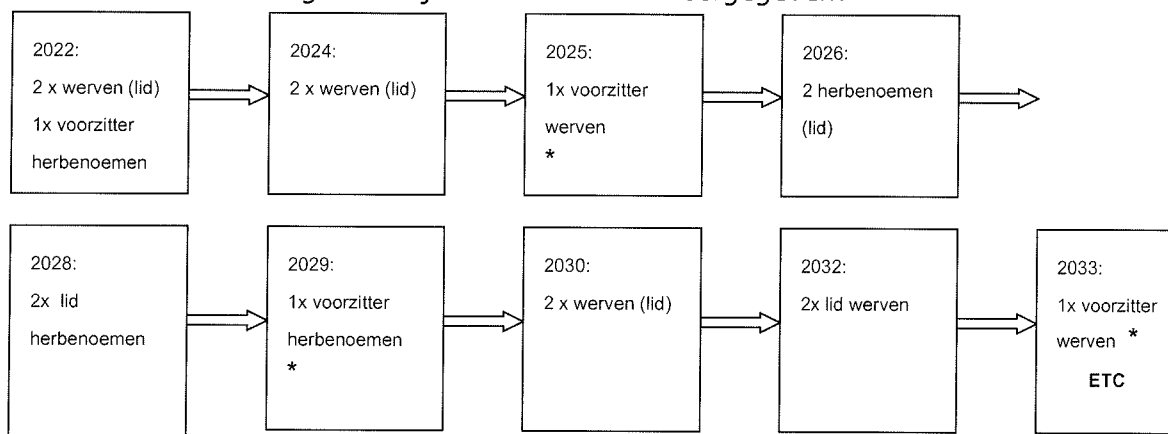 2022:
2 x werven (lid)
1x voorzitter
herbenoemen
2024:
2 x werven (lid)
2025:
1x voorzitter
werven
*
2026:
2 herbenoemen
(lid)
2028:
2x lid
herbenoemen
2029:
1x voorzitter
herbenoemen
*
2030:
2 x werven (lid)
2032:
2x lid werven
2033:
1x voorzitter
werven *
ETC